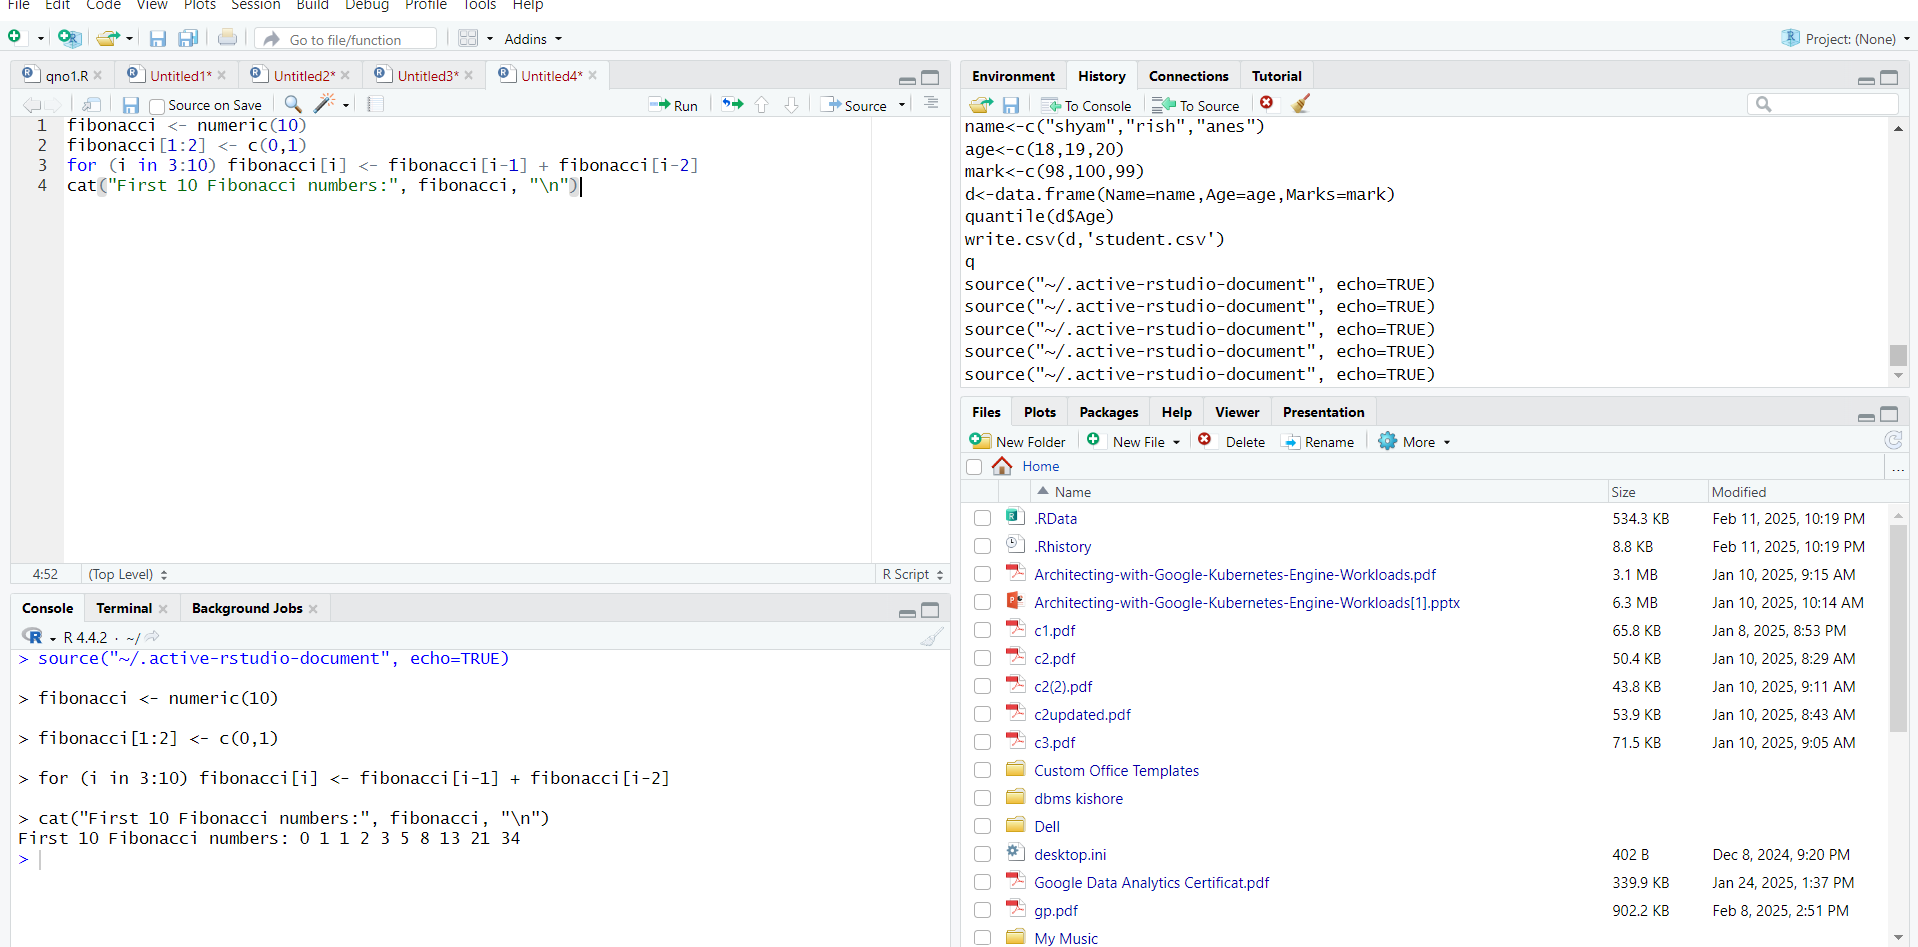 File Edit Code View Plots Session Build Debug Profile Tools Help
Go to file/function Addins Project: (None)
qno1.R Untitled1* Untitled2* Untitled3* Untitled4*
Source on Save Run Source
1 fibonacci <- numeric(10)
2 fibonacci[1:2] <- c(0,1)
3 for (i in 3:10) fibonacci[i] <- fibonacci[i-1] + fibonacci[i-2]
4 cat("First 10 Fibonacci numbers:", fibonacci, "\n")
4:52 (Top Level) R Script
Console Terminal Background Jobs
R 4.4.2 · ~/
> source("~/.active-rstudio-document", echo=TRUE)
> fibonacci <- numeric(10)
> fibonacci[1:2] <- c(0,1)
> for (i in 3:10) fibonacci[i] <- fibonacci[i-1] + fibonacci[i-2]
> cat("First 10 Fibonacci numbers:", fibonacci, "\n")
First 10 Fibonacci numbers: 0 1 1 2 3 5 8 13 21 34
>
Environment History Connections Tutorial
To Console To Source
name<-c("shyam","rish","anes")
age<-c(18,19,20)
mark<-c(98,100,99)
d<-data.frame(Name=name,Age=age,Marks=mark)
quantile(d$Age)
write.csv(d,'student.csv')
q
source("~/.active-rstudio-document", echo=TRUE)
source("~/.active-rstudio-document", echo=TRUE)
source("~/.active-rstudio-document", echo=TRUE)
source("~/.active-rstudio-document", echo=TRUE)
source("~/.active-rstudio-document", echo=TRUE)
Files Plots Packages Help Viewer Presentation
New Folder New File Delete Rename More
Home ...
Name Size Modified
.RData 534.3 KB Feb 11, 2025, 10:19 PM
.Rhistory 8.8 KB Feb 11, 2025, 10:19 PM
Architecting-with-Google-Kubernetes-Engine-Workloads.pdf 3.1 MB Jan 10, 2025, 9:15 AM
Architecting-with-Google-Kubernetes-Engine-Workloads[1].pptx 6.3 MB Jan 10, 2025, 10:14 AM
c1.pdf 65.8 KB Jan 8, 2025, 8:53 PM
c2.pdf 50.4 KB Jan 10, 2025, 8:29 AM
c2(2).pdf 43.8 KB Jan 10, 2025, 9:11 AM
c2updated.pdf 53.9 KB Jan 10, 2025, 8:43 AM
c3.pdf 71.5 KB Jan 10, 2025, 9:05 AM
Custom Office Templates
dbms kishore
Dell
desktop.ini 402 B Dec 8, 2024, 9:20 PM
Google Data Analytics Certificat.pdf 339.9 KB Jan 24, 2025, 1:37 PM
gp.pdf 902.2 KB Feb 8, 2025, 2:51 PM
My Music